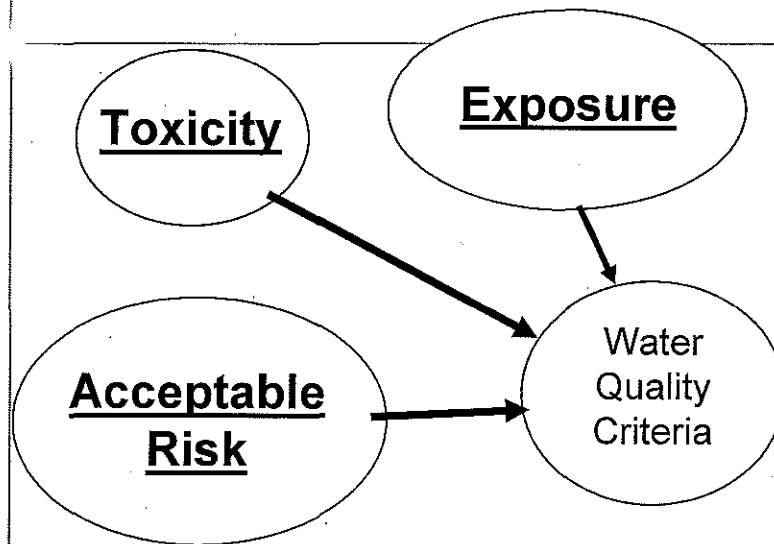 Toxicity
Exposure
Acceptable
Risk
Water
Quality
Criteria